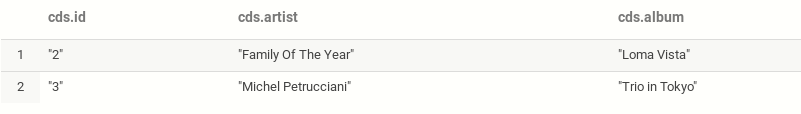 cds.id cds.artist cds.album
1 "2" "Family Of The Year" "Loma Vista"
2 "3" "Michel Petrucciani" "Trio in Tokyo"